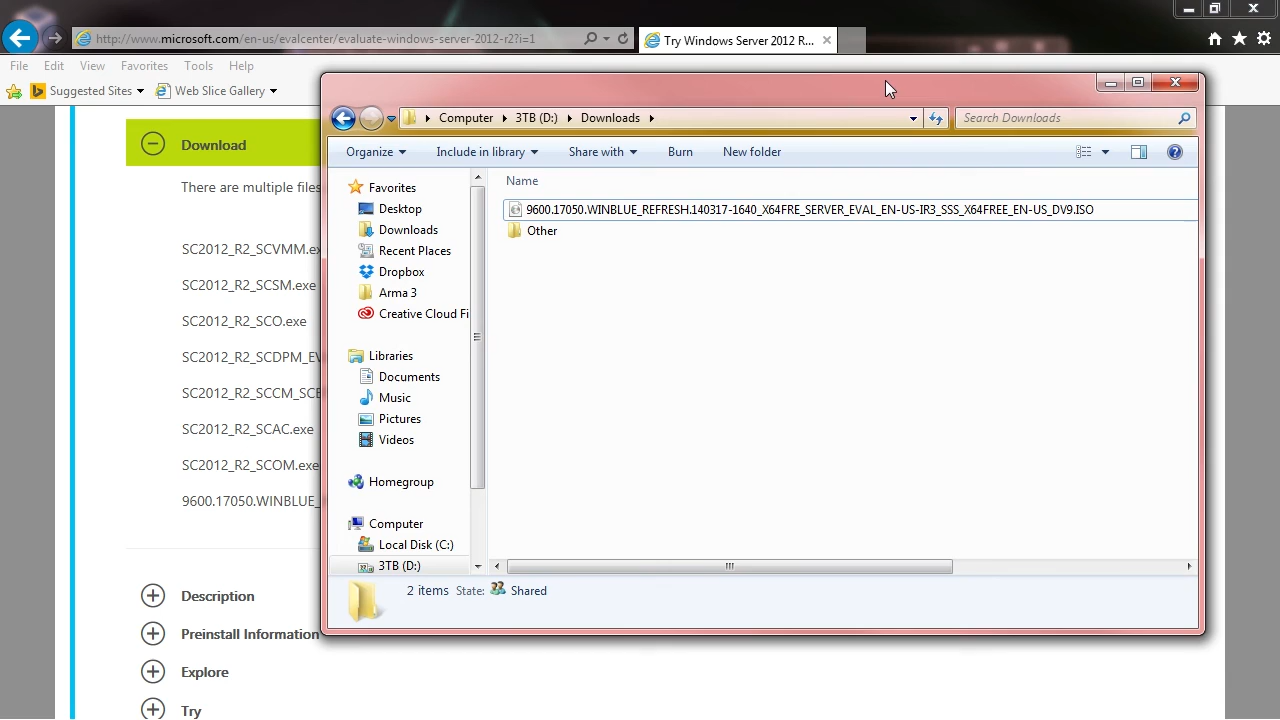 http://www.microsoft.com/en-us/evalcenter/evaluate-windows-server-2012-r2?i=1
Try Windows Server 2012 R...
File Edit View Favorites Tools Help
Suggested Sites Web Slice Gallery
Computer 3TB (D:) Downloads
Search Downloads
Organize Include in library Share with Burn New folder
Favorites
Desktop
Downloads
Recent Places
Dropbox
Arma 3
Creative Cloud Fi
Libraries
Documents
Music
Pictures
Videos
Homegroup
Computer
Local Disk (C:)
3TB (D:)
Name
9600.17050.WINBLUE_REFRESH.140317-1640_X64FRE_SERVER_EVAL_EN-US-IR3_SSS_X64FREE_EN-US_DV9.ISO
Other
2 items State: Shared
Download
There are multiple files
SC2012_R2_SCVMM.ex
SC2012_R2_SCSM.exe
SC2012_R2_SCO.exe
SC2012_R2_SCDPM_EV
SC2012_R2_SCCM_SCE
SC2012_R2_SCAC.exe
SC2012_R2_SCOM.exe
9600.17050.WINBLUE_
Description
Preinstall Information
Explore
Try